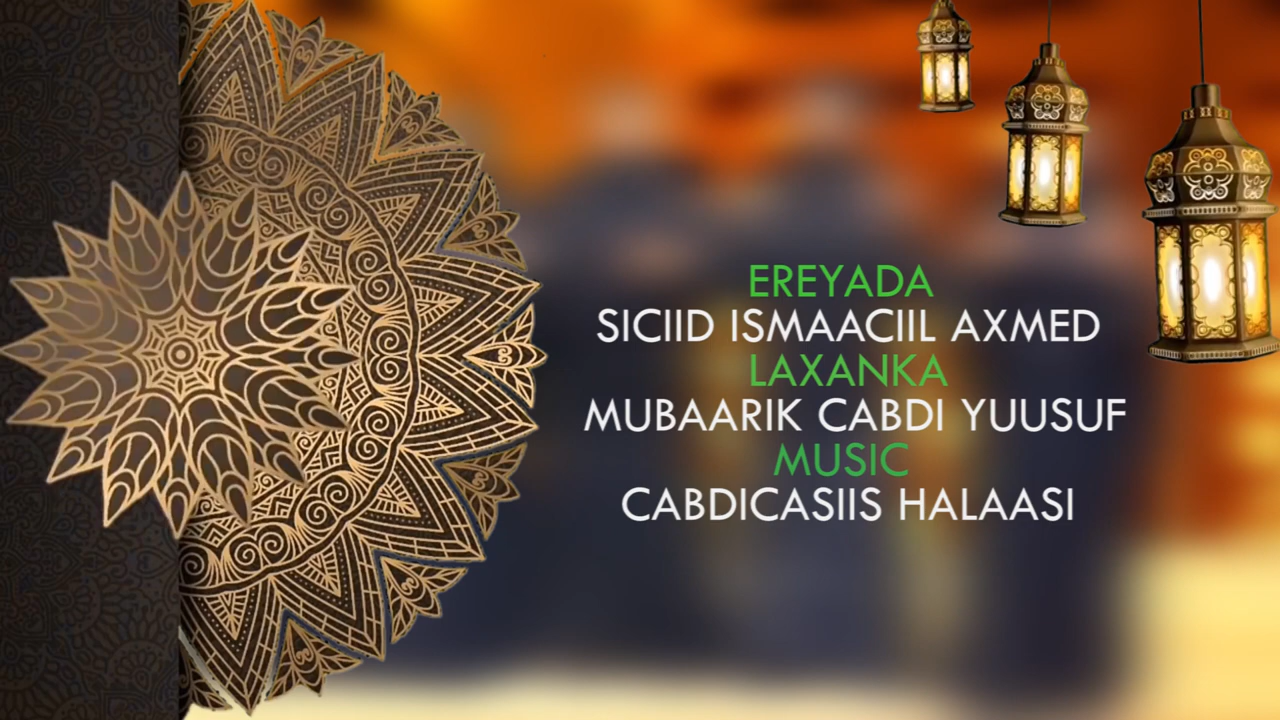 EREYADA
SICIID ISMAACIIL AXMED
LAXANKA
MUBAARIK CABDI YUUSUF
MUSIC
CABDICASIIS HALAASI